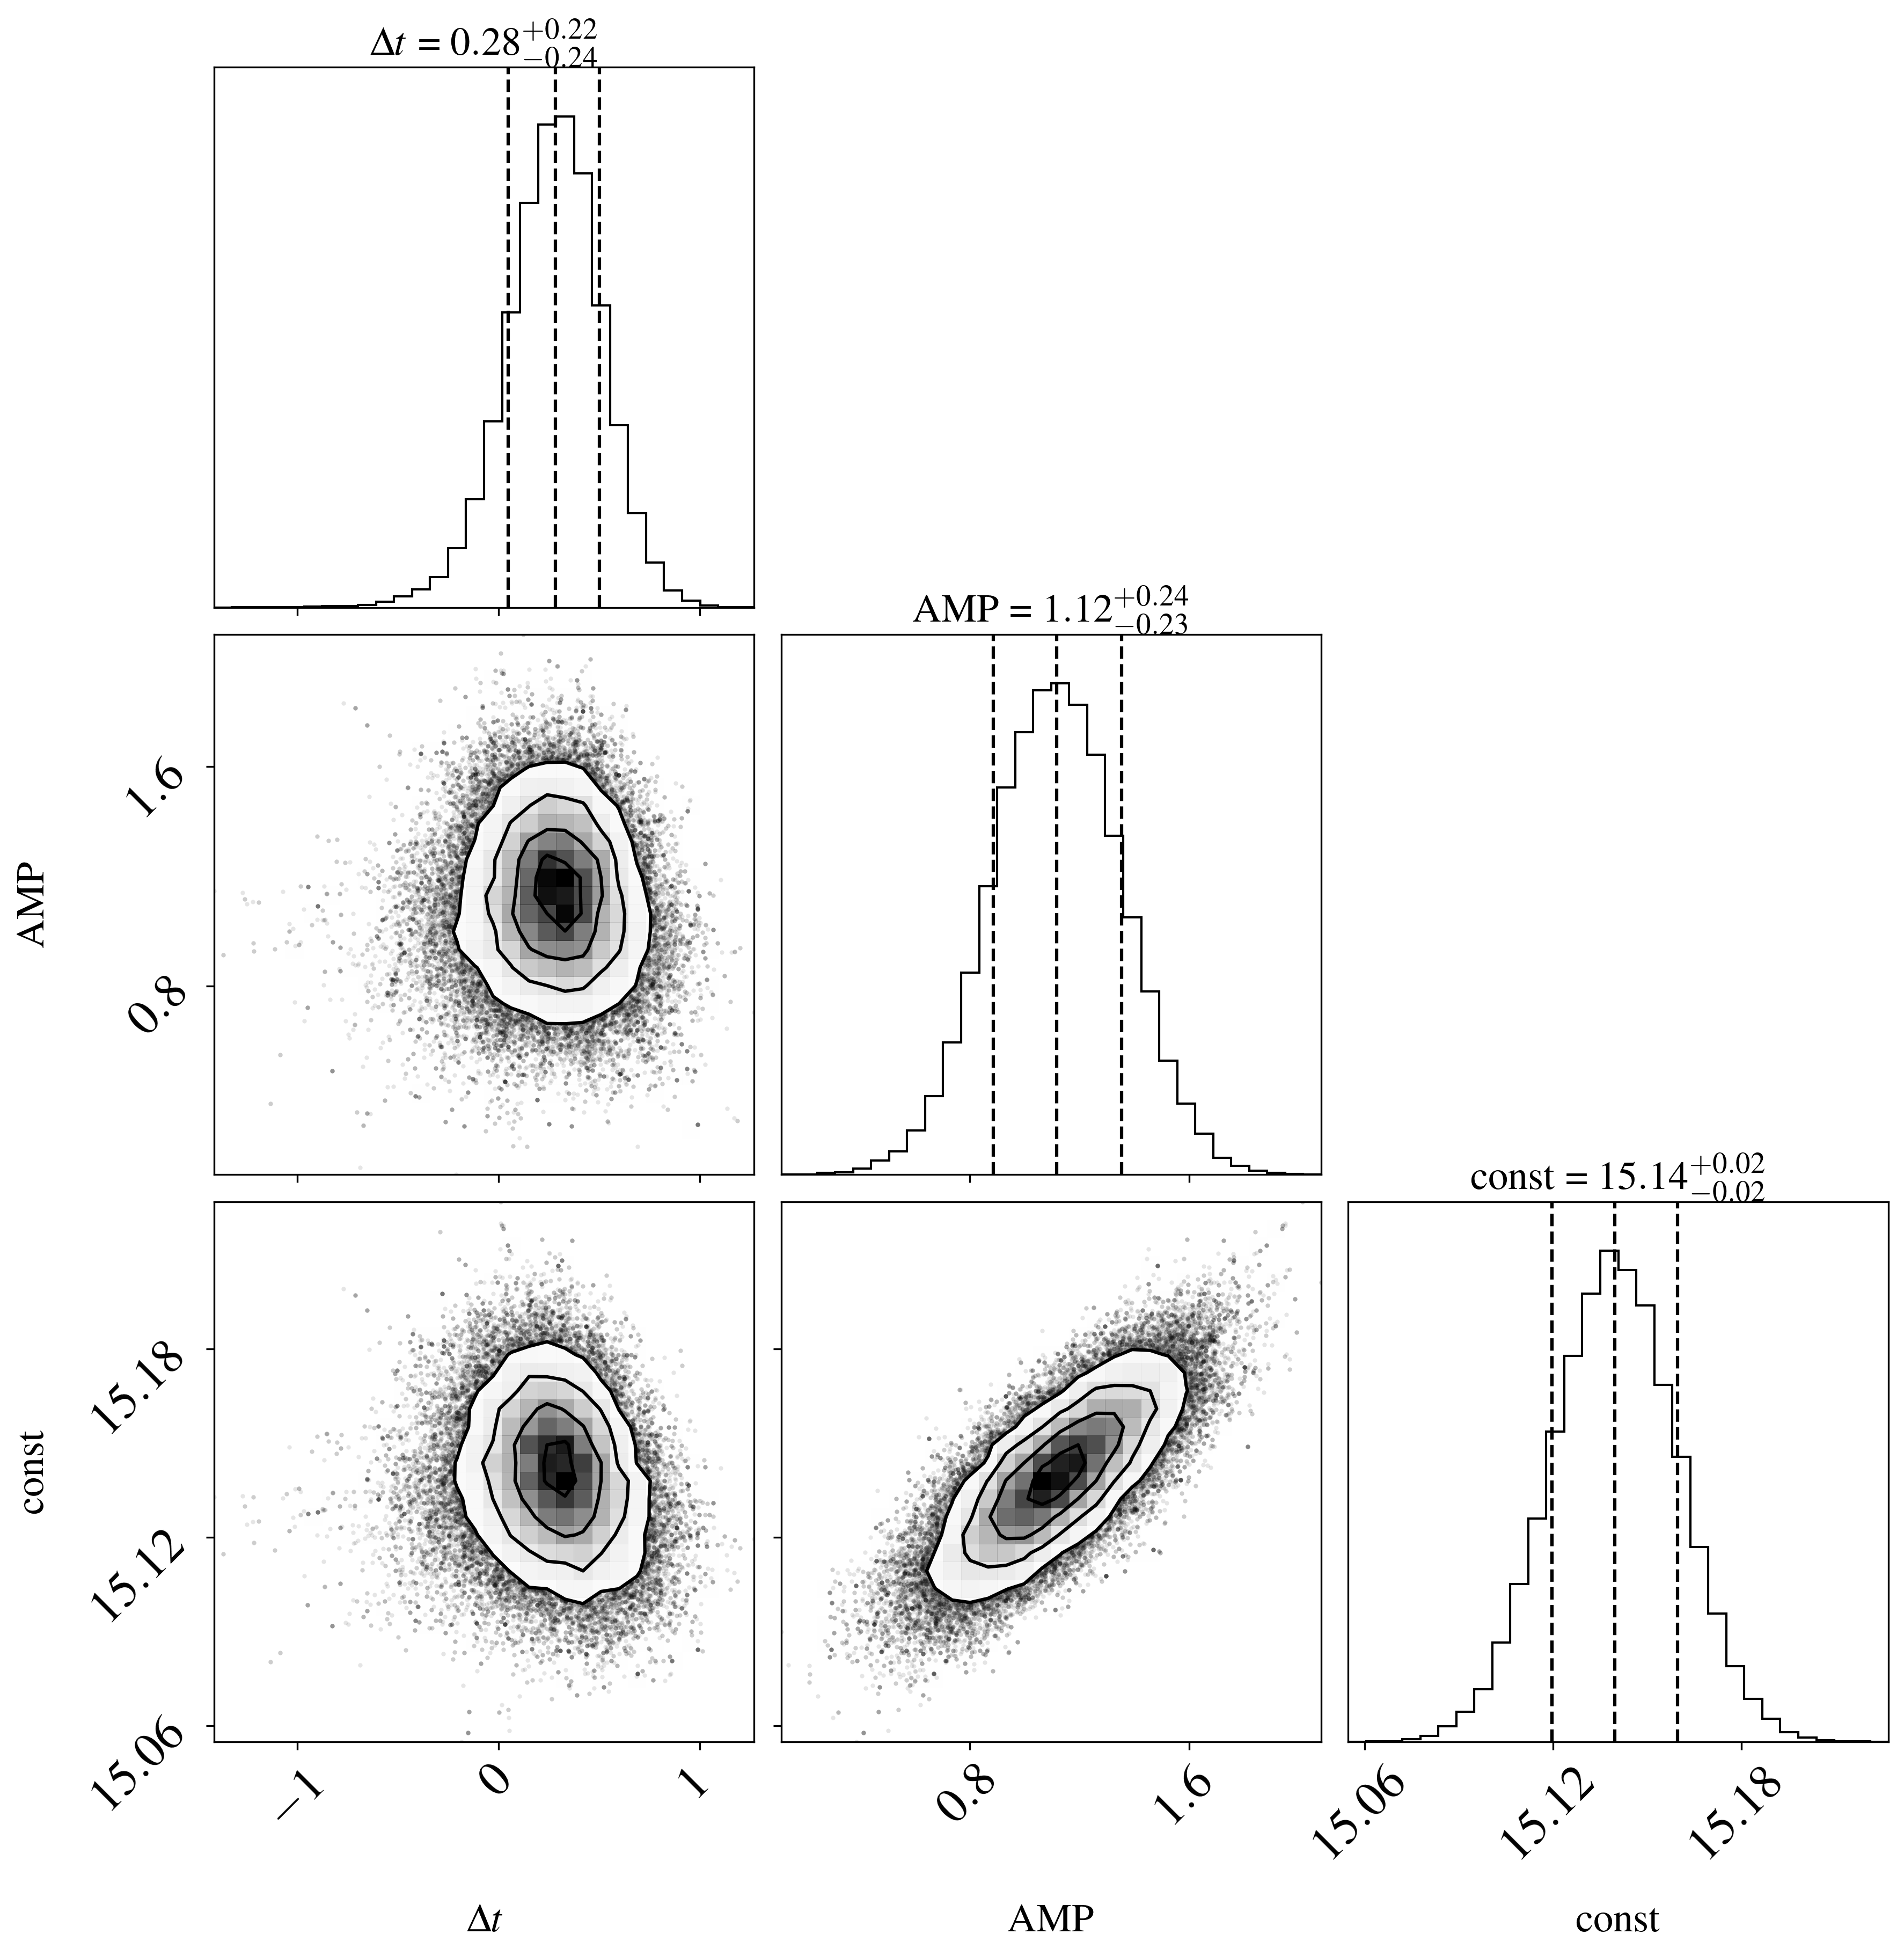 Δt = 0.28+0.22−0.24
AMP = 1.12+0.24−0.23
1.6
0.8
AMP
const = 15.14+0.02−0.02
15.18
15.12
15.06
const
−1
0
1
0.8
1.6
15.06
15.12
15.18
Δt
AMP
const